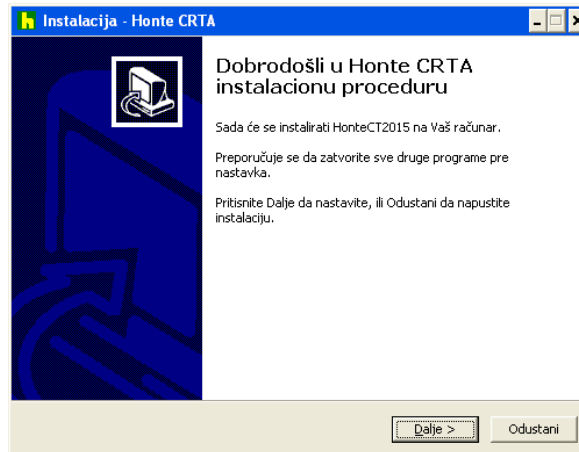 Instalacija - Honte CRTA
Dobrodošli u Honte CRTA
instalacionu proceduru
Sada će se instalirati HonteCT2015 na Vaš računar.
Preporučuje se da zatvorite sve druge programe pre
nastavka.
Pritisnite Dalje da nastavite, ili Odustani da napustite
instalaciju.
Dalje >
Odustani